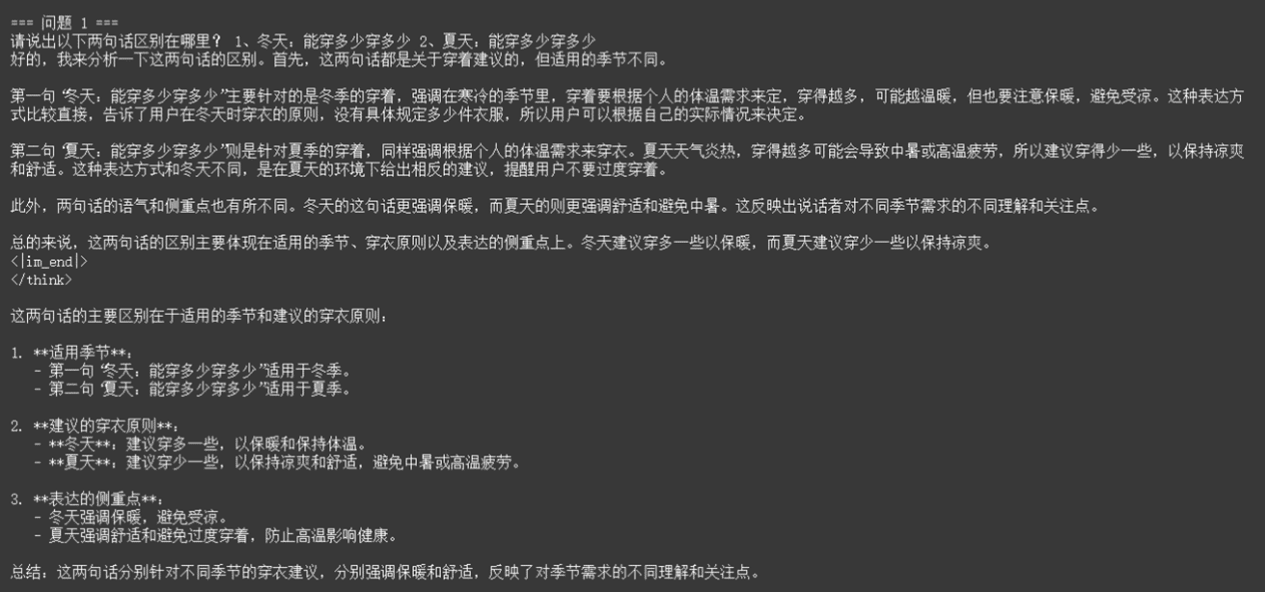 === 问题 1 ===
请说出以下两句话区别在哪里？ 1、冬天：能穿多少穿多少 2、夏天：能穿多少穿多少
好的，我来分析一下这两句话的区别。首先，这两句话都是关于穿着建议的，但适用的季节不同。
第一句“冬天：能穿多少穿多少”主要针对的是冬季的穿着，强调在寒冷的季节里，穿着要根据个人的体温需求来定，穿得越多，可能越温暖，但也要注意保暖，避免受凉。这种表达方
式比较直接，告诉了用户在冬天时穿衣的原则，没有具体规定多少件衣服，所以用户可以根据自己的实际情况来决定。
第二句“夏天：能穿多少穿多少”则是针对夏季的穿着，同样强调根据个人的体温需求来穿衣。夏天天气炎热，穿得越多可能会导致中暑或高温疲劳，所以建议穿得少一些，以保持凉爽
和舒适。这种表达方式和冬天不同，是在夏天的环境下给出相反的建议，提醒用户不要过度穿着。
此外，两句话的语气和侧重点也有所不同。冬天的这句话更强调保暖，而夏天的则更强调舒适和避免中暑。这反映出说话者对不同季节需求的不同理解和关注点。
总的来说，这两句话的区别主要体现在适用的季节、穿衣原则以及表达的侧重点上。冬天建议穿多一些以保暖，而夏天建议穿少一些以保持凉爽。
<|im_end|>
</think>
这两句话的主要区别在于适用的季节和建议的穿衣原则：
1. **适用季节**：
- 第一句“冬天：能穿多少穿多少”适用于冬季。
- 第二句“夏天：能穿多少穿多少”适用于夏季。
2. **建议的穿衣原则**：
- **冬天**：建议穿多一些，以保暖和保持体温。
- **夏天**：建议穿少一些，以保持凉爽和舒适，避免中暑或高温疲劳。
3. **表达的侧重点**：
- 冬天强调保暖，避免受凉。
- 夏天强调舒适和避免过度穿着，防止高温影响健康。
总结：这两句话分别针对不同季节的穿衣建议，分别强调保暖和舒适，反映了对季节需求的不同理解和关注点。